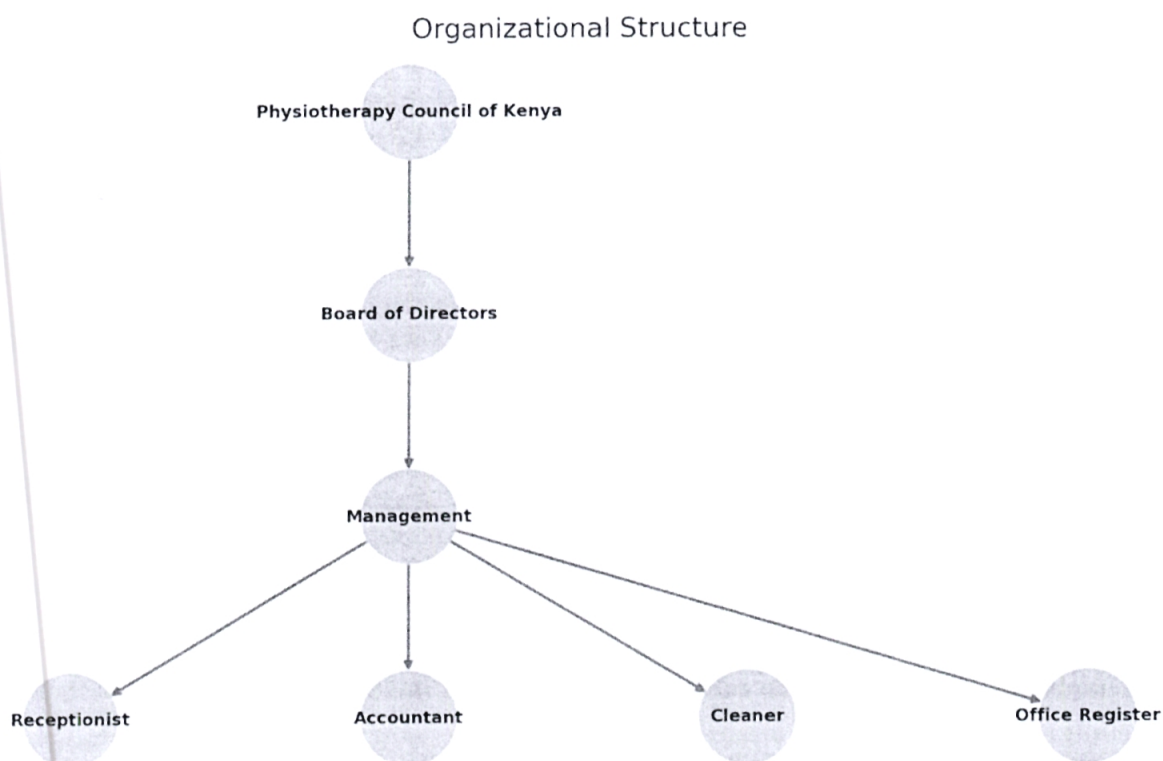 Organizational Structure
Physiotherapy Council of Kenya
Board of Directors
Management
Receptionist
Accountant
Cleaner
Office Register